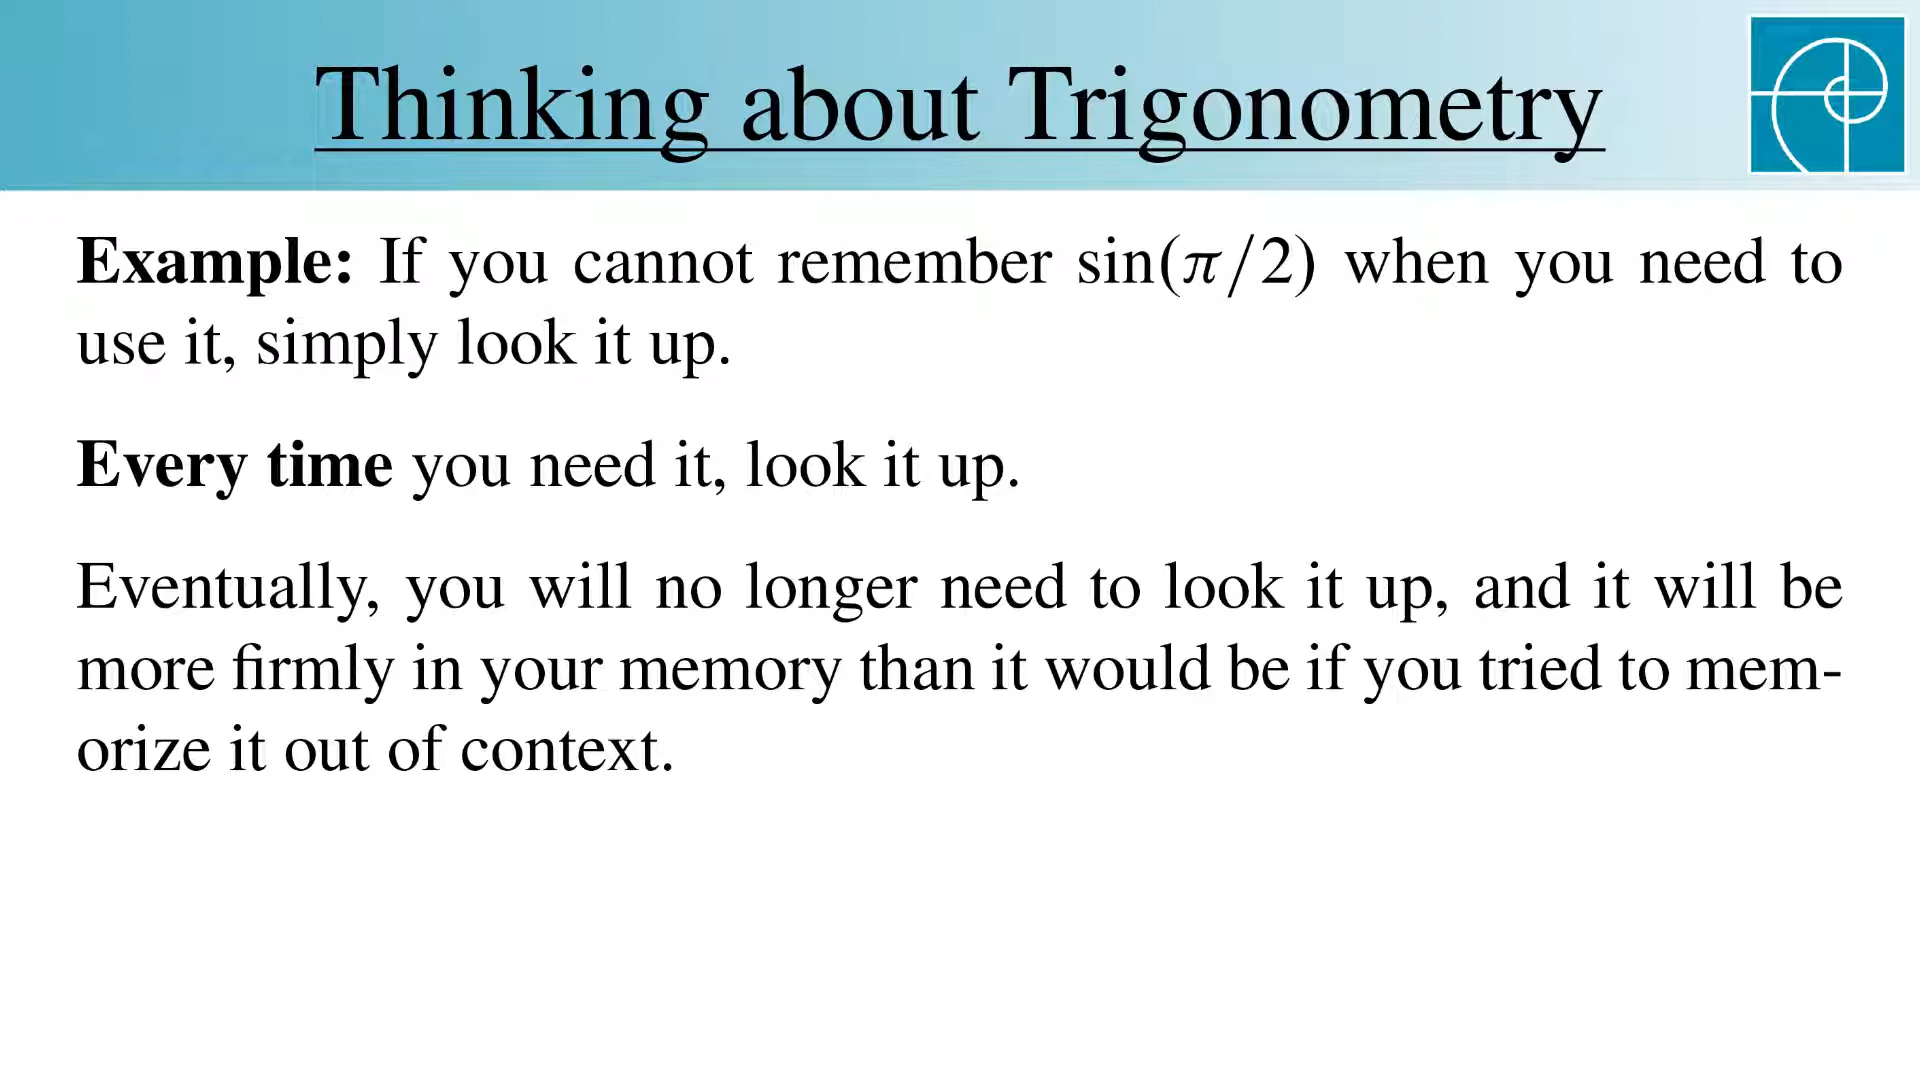 Thinking about Trigonometry
Example: If you cannot remember sin(π/2) when you need to
use it, simply look it up.
Every time you need it, look it up.
Eventually, you will no longer need to look it up, and it will be
more firmly in your memory than it would be if you tried to mem-
orize it out of context.